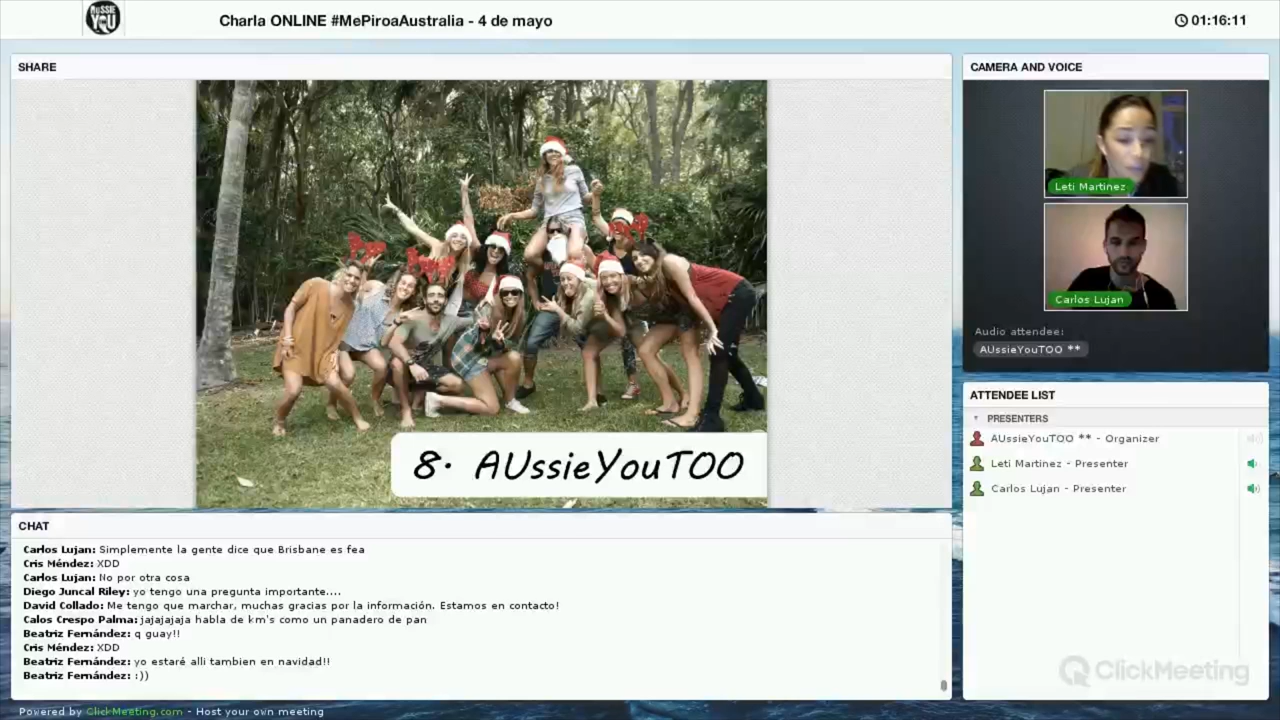 AUSSIE
YOU
Charla ONLINE #MePiroaAustralia - 4 de mayo
01:16:11
SHARE
8. AUssieYouTOO
CAMERA AND VOICE
Leti Martinez
Carlos Lujan
Audio attendee:
AUssieYouTOO **
ATTENDEE LIST
PRESENTERS
AUssieYouTOO ** - Organizer
Leti Martinez - Presenter
Carlos Lujan - Presenter
ClickMeeting
CHAT
Carlos Lujan: Simplemente la gente dice que Brisbane es fea
Cris Méndez: XDD
Carlos Lujan: No por otra cosa
Diego Juncal Riley: yo tengo una pregunta importante....
David Collado: Me tengo que marchar, muchas gracias por la información. Estamos en contacto!
Calos Crespo Palma: jajajajaja habla de km's como un panadero de pan
Beatriz Fernández: q guay!!
Cris Méndez: XDD
Beatriz Fernández: yo estaré alli tambien en navidad!!
Beatriz Fernández: :))
Powered by ClickMeeting.com - Host your own meeting